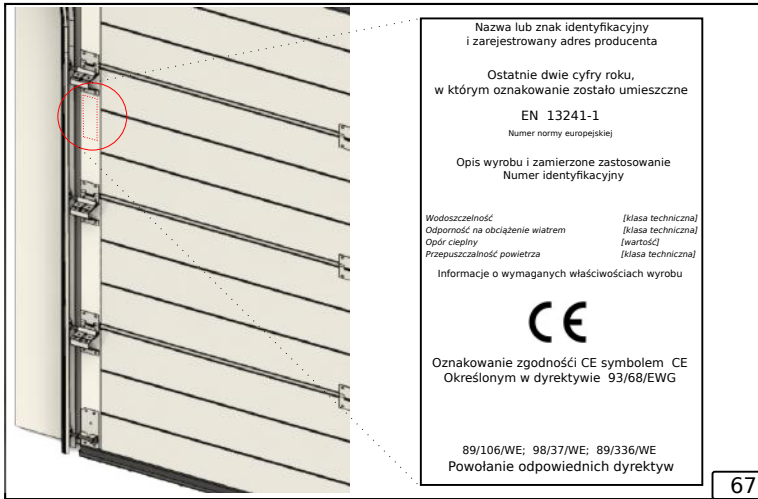 Nazwa lub znak identyfikacyjny
i zarejestrowany adres producenta
Ostatnie dwie cyfry roku,
w którym oznakowanie zostało umieszczne
EN 13241-1
Numer normy europejskiej
Opis wyrobu i zamierzone zastosowanie
Numer identyfikacyjny
Wodoszczelność [klasa techniczna]
Odporność na obciążenie wiatrem [klasa techniczna]
Opór cieplny [wartość]
Przepuszczalność powietrza [klasa techniczna]
Informacje o wymaganych właściwościach wyrobu
CE
Oznakowanie zgodnośći CE symbolem CE
Określonym w dyrektywie 93/68/EWG
89/106/WE; 98/37/WE; 89/336/WE
Powołanie odpowiednich dyrektyw
67